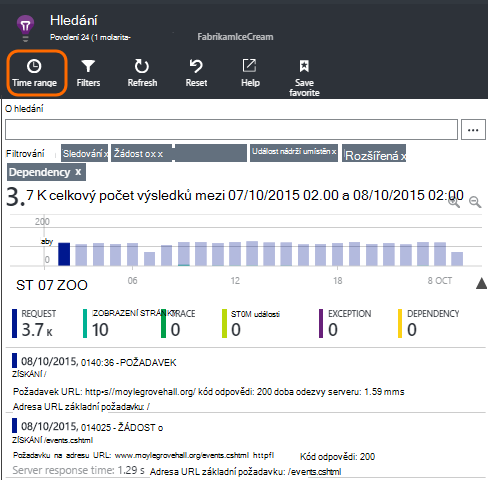 Hledání
Povolení 24 (1 molarita- FabrikamIceCream
Time range Filters Refresh Reset Help Save favorite
O hledání
...
Filtrování Sledování x Žádost ox x Událost nádrží umístěn x Rozšířená x
Dependency x
3.7 K celkový počet výsledků mezi 07/10/2015 02.00 a 08/10/2015 02:00
200
aby
0
ST 07 ZOO 06 12 18 8 OCT
REQUEST ZOBRAZENÍ STRÁNK TRACE ST0M události EXCEPTION DEPENDENCY
3.7 K 10 0 0 0 0
08/10/2015, 0140:36 - POŽADAVEK
ZÍSKÁNÍ /
Požadavek URL: http-s//moylegrovehall.org/ kód odpovědi: 200 doba odezvy serveru: 1.59 mms
Adresa URL základní požadavku: /
08/10/2015, 014025 - ŽÁDOST o
ZÍSKÁNÍ /events.cshtml
Požadavku na adresu URL: www.moylegrovehall.org/events.cshtml httpfl Kód odpovědi: 200
Server response time: 1.29 s Adresa URL základní požadavku: /events.cshtml